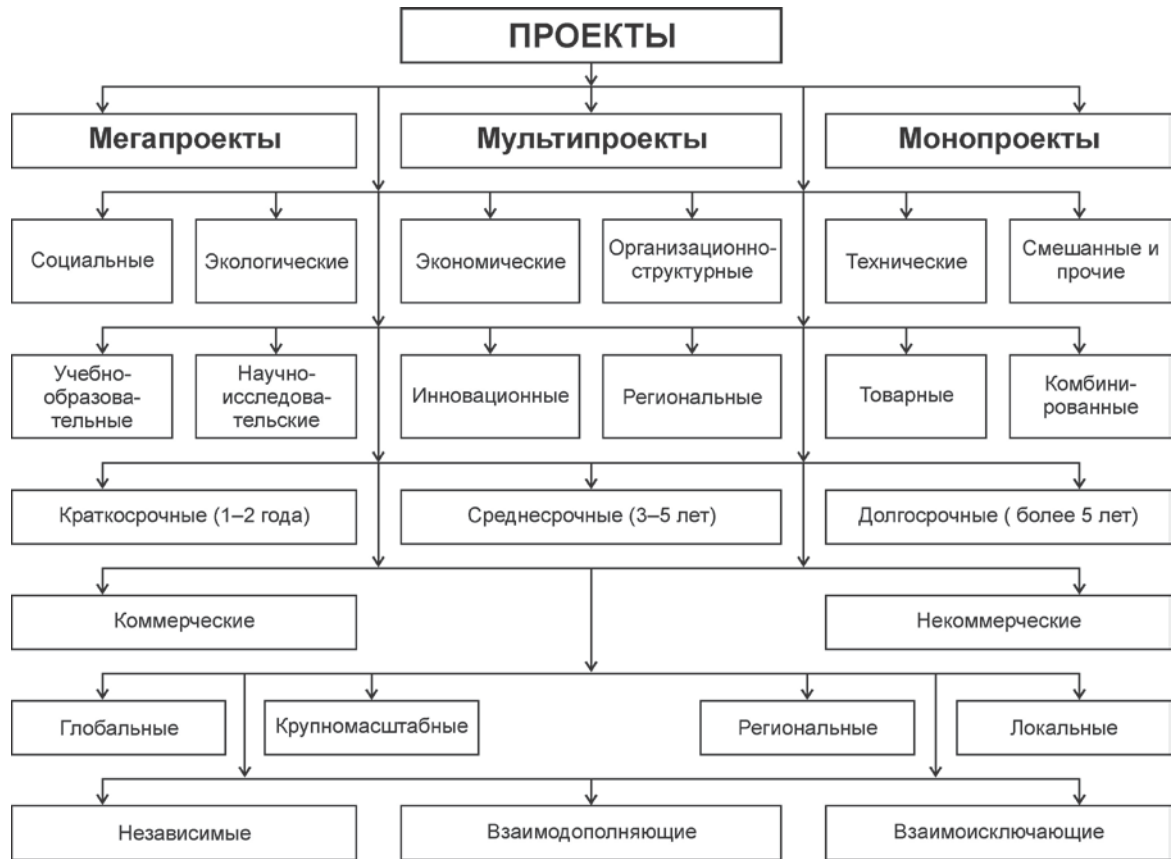 ПРОЕКТЫ
Мегапроекты
Мультипроекты
Монопроекты
Социальные
Экологические
Экономические
Организационно-
структурные
Технические
Смешанные и
прочие
Учебно-
образова-
тельные
Научно-
исследова-
тельские
Инновационные
Региональные
Товарные
Комбини-
рованные
Краткосрочные (1–2 года)
Среднесрочные (3–5 лет)
Долгосрочные ( более 5 лет)
Коммерческие
Некоммерческие
Глобальные
Крупномасштабные
Региональные
Локальные
Независимые
Взаимодополняющие
Взаимоисключающие